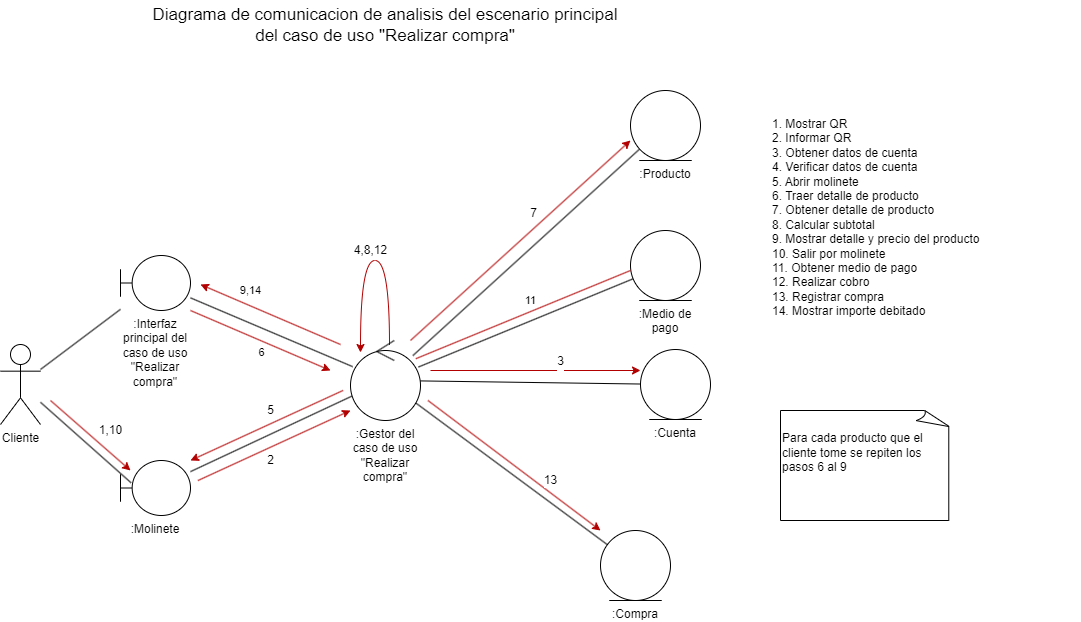 Diagrama de comunicacion de analisis del escenario principal
del caso de uso "Realizar compra"
:Producto
1. Mostrar QR
2. Informar QR
3. Obtener datos de cuenta
4. Verificar datos de cuenta
5. Abrir molinete
6. Traer detalle de producto
7. Obtener detalle de producto
8. Calcular subtotal
9. Mostrar detalle y precio del producto
10. Salir por molinete
11. Obtener medio de pago
12. Realizar cobro
13. Registrar compra
14. Mostrar importe debitado
7
4,8,12
9,14
11
:Medio de
pago
:Interfaz
principal del
caso de uso
"Realizar
compra"
6
3
Cliente
1,10
5
2
:Gestor del
caso de uso
"Realizar
compra"
:Cuenta
13
:Molinete
Para cada producto que el
cliente tome se repiten los
pasos 6 al 9
:Compra